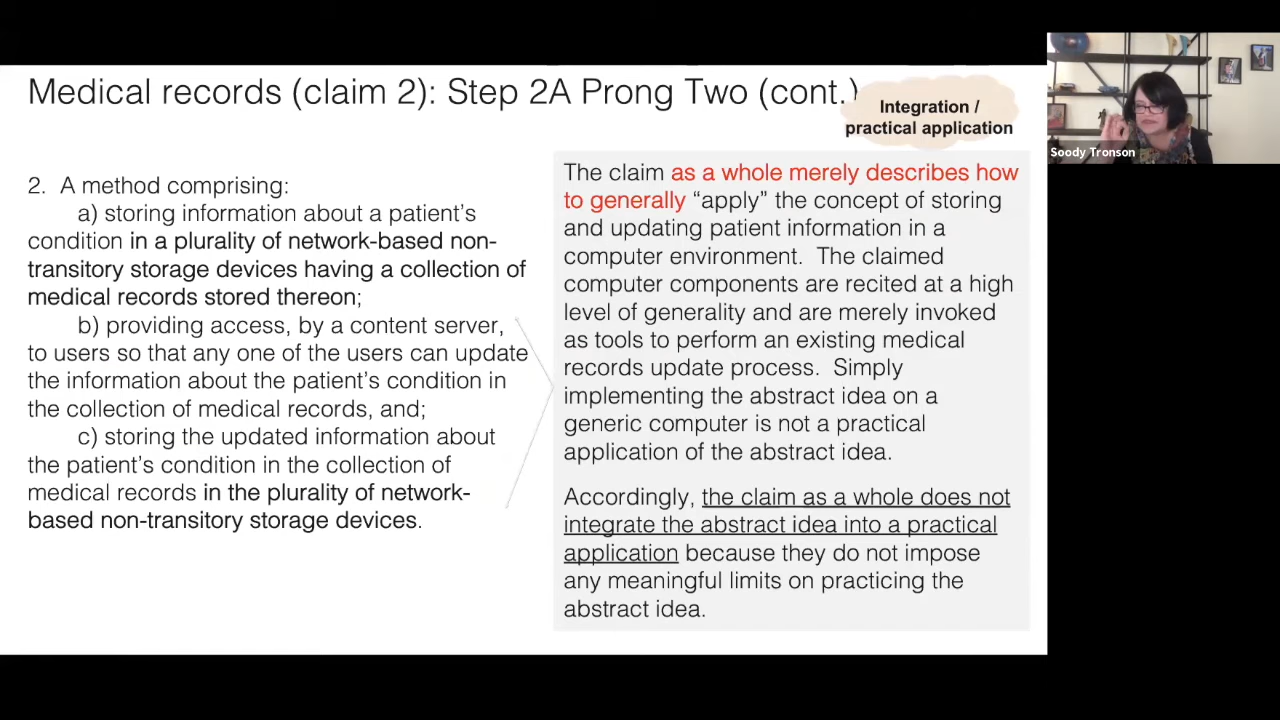 Medical records (claim 2): Step 2A Prong Two (cont.)
Integration /
practical application
2. A method comprising:
a) storing information about a patient's
condition in a plurality of network-based non-
transitory storage devices having a collection of
medical records stored thereon;
b) providing access, by a content server,
to users so that any one of the users can update
the information about the patient's condition in
the collection of medical records, and;
c) storing the updated information about
the patient's condition in the collection of
medical records in the plurality of network-
based non-transitory storage devices.
The claim as a whole merely describes how
to generally “apply” the concept of storing
and updating patient information in a
computer environment. The claimed
computer components are recited at a high
level of generality and are merely invoked
as tools to perform an existing medical
records update process. Simply
implementing the abstract idea on a
generic computer is not a practical
application of the abstract idea.
Accordingly, the claim as a whole does not
integrate the abstract idea into a practical
application because they do not impose
any meaningful limits on practicing the
abstract idea.
Soody Tronson